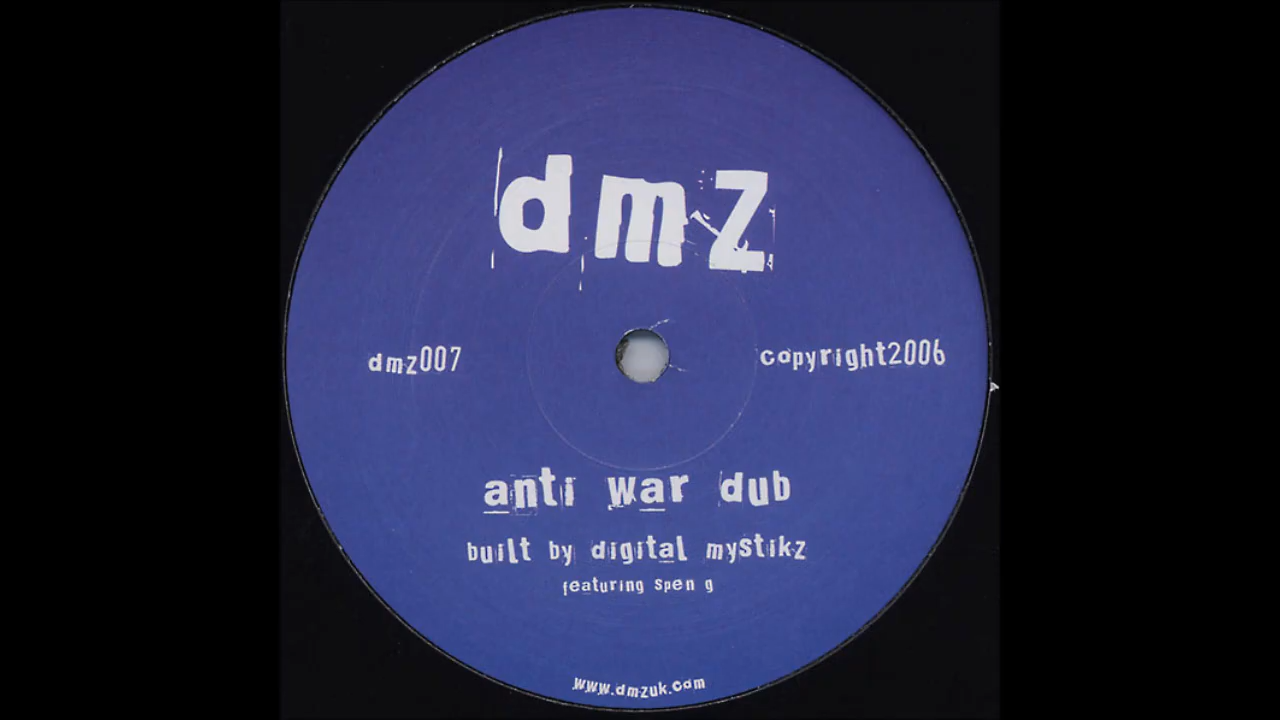 dmz
dmz007
copyright2006
anti war dub
built by digital mystikz
featuring spen g
www.dmzuk.com